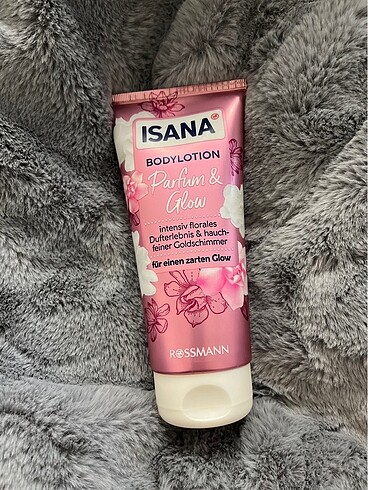 ISANA
BODYLOTION
Parfum &
Glow
intensiv florales
Dufterlebnis & hauch-
feiner Goldschimmer
für einen zarten Glow
ROSSMANN